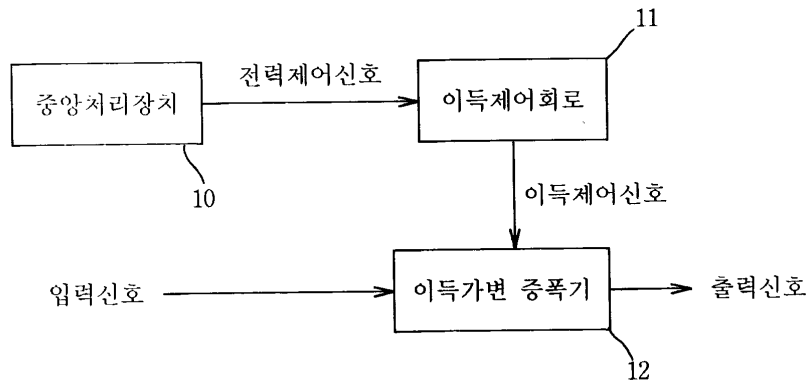 11
전력제어신호
중앙처리장치
이득제어회로
10
이득제어신호
입력신호
이득가변 증폭기
출력신호
12